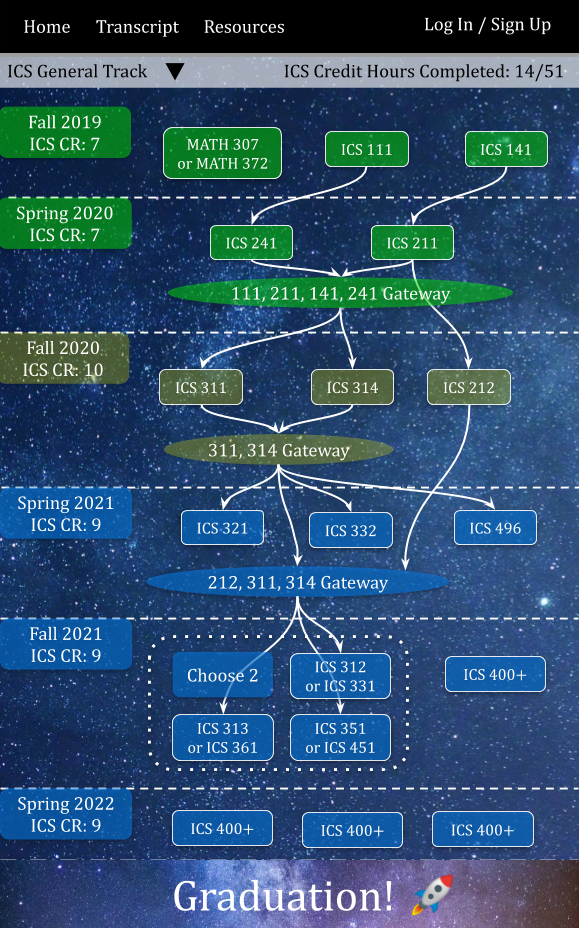 Home Transcript Resources Log In / Sign Up
ICS General Track ICS Credit Hours Completed: 14/51
Fall 2019
ICS CR: 7
MATH 307
or MATH 372
ICS 111
ICS 141
Spring 2020
ICS CR: 7
ICS 241
ICS 211
111, 211, 141, 241 Gateway
Fall 2020
ICS CR: 10
ICS 311
ICS 314
ICS 212
311, 314 Gateway
Spring 2021
ICS CR: 9
ICS 321
ICS 332
ICS 496
212, 311, 314 Gateway
Fall 2021
ICS CR: 9
Choose 2
ICS 312
or ICS 331
ICS 400+
ICS 313
or ICS 361
ICS 351
or ICS 451
Spring 2022
ICS CR: 9
ICS 400+
ICS 400+
ICS 400+
Graduation!